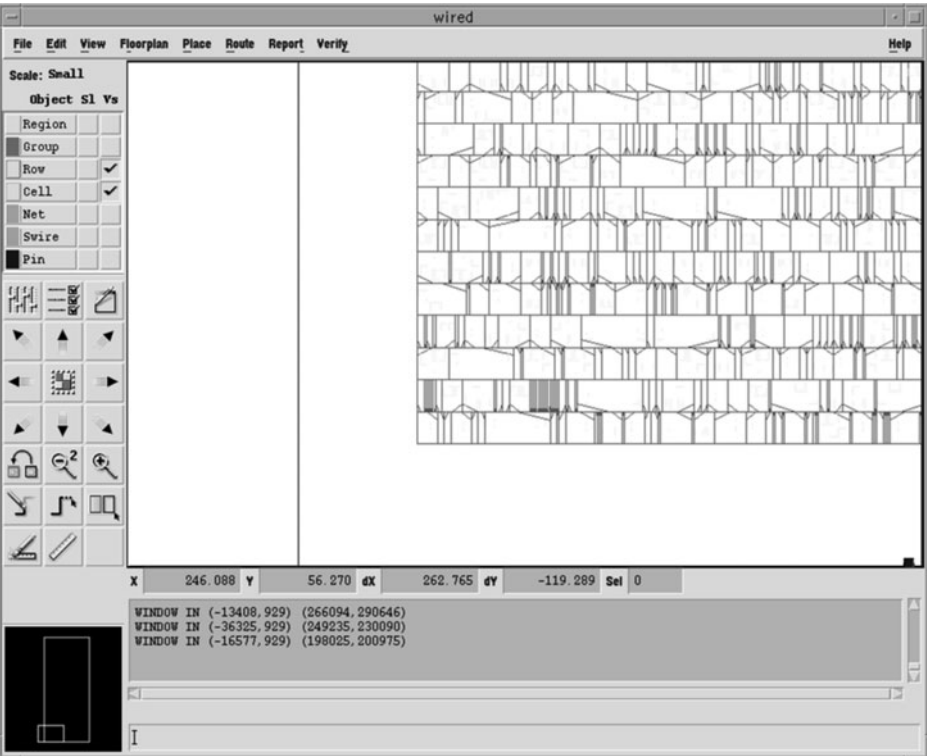 wired
File Edit View Floorplan Place Route Report Verify Help
Scale: Small
Object Sl Vs
Region
Group
Row
Cell
Net
Swire
Pin
2
X 246.088 Y 56.270 dX 262.765 dY -119.289 Sel 0
WINDOW IN (-13408,929) (266094,290646)
WINDOW IN (-36325,929) (249235,230090)
WINDOW IN (-16577,929) (198025,200975)